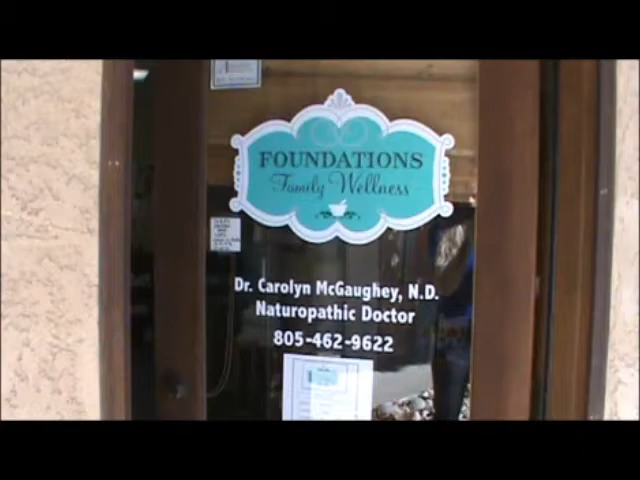 FOUNDATIONS
Family Wellness
Dr. Carolyn McGaughey, N.D.
Naturopathic Doctor
805-462-9622